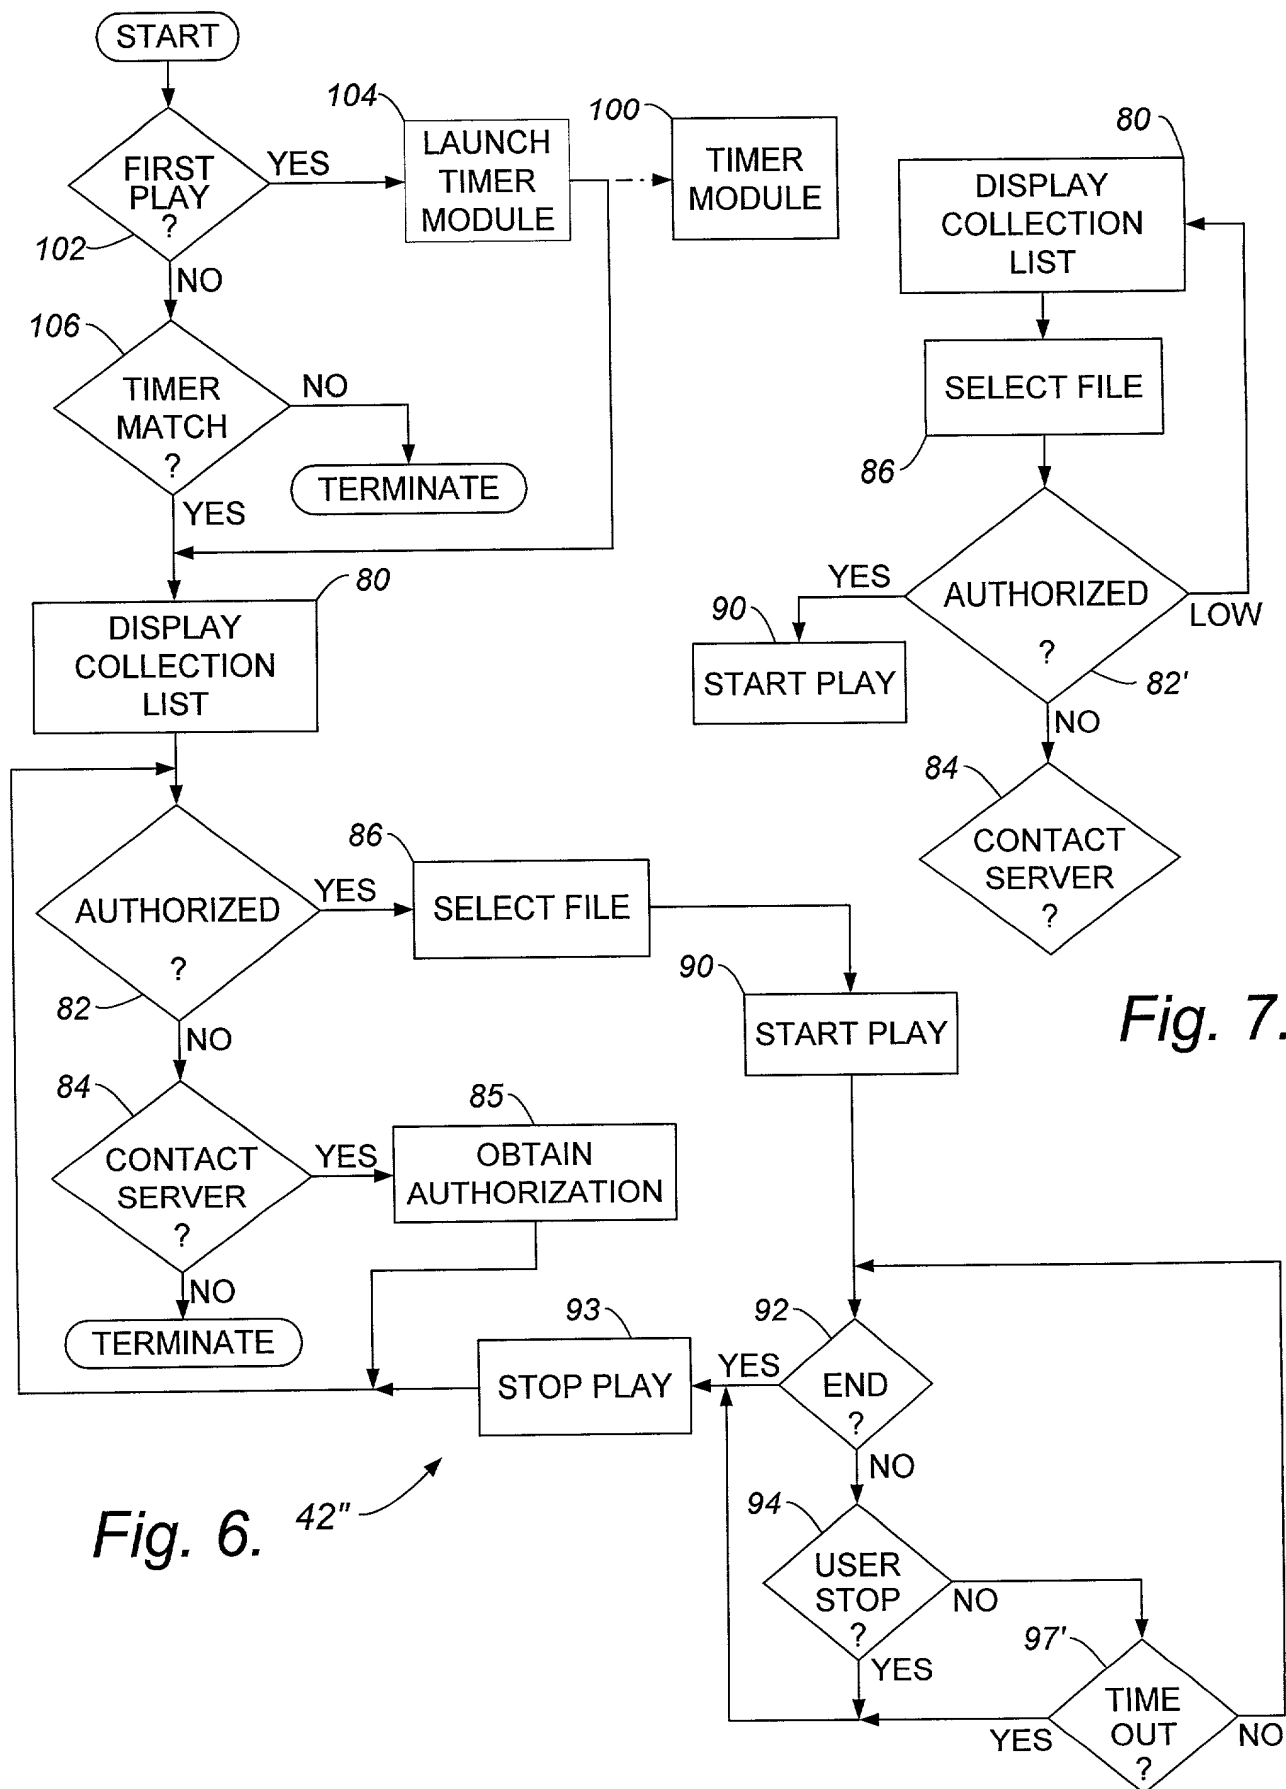 START
FIRST
PLAY
?
102
YES
NO
104
LAUNCH
TIMER
MODULE
100
TIMER
MODULE
106
TIMER
MATCH
?
NO
TERMINATE
YES
80
DISPLAY
COLLECTION
LIST
AUTHORIZED
?
82
YES
NO
86
SELECT FILE
90
START PLAY
84
CONTACT
SERVER
?
YES
NO
TERMINATE
85
OBTAIN
AUTHORIZATION
93
STOP PLAY
92
YES
END
?
NO
94
USER
STOP
?
NO
YES
97'
TIME
OUT
?
YES
NO
42"
Fig. 6.
80
DISPLAY
COLLECTION
LIST
SELECT FILE
86
AUTHORIZED
?
82'
YES
LOW
NO
90
START PLAY
84
CONTACT
SERVER
?
Fig. 7.